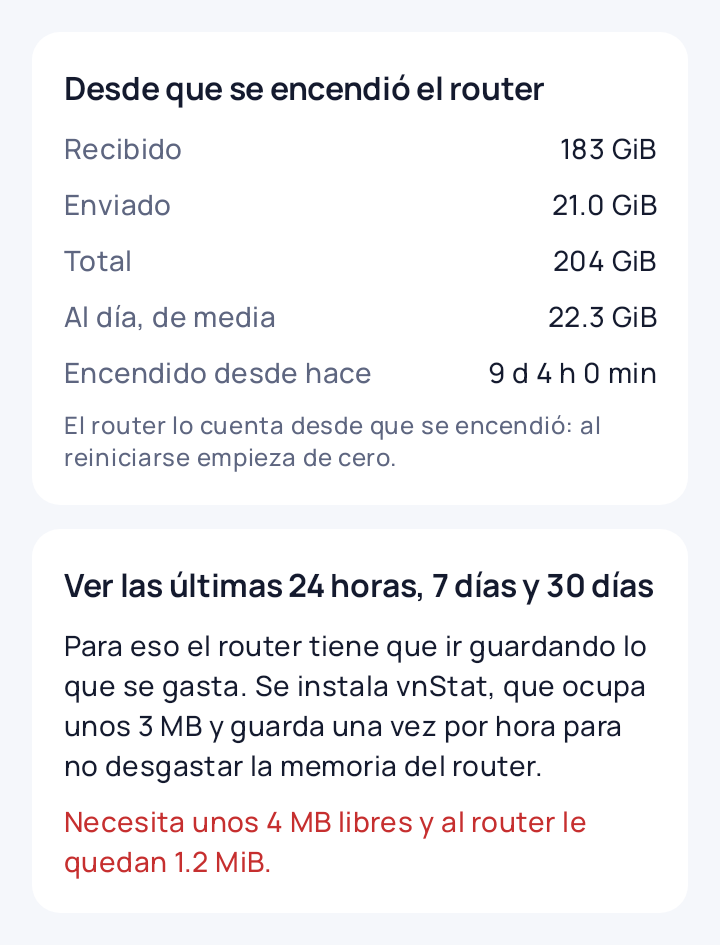 Desde que se encendió el router
Recibido 183 GiB
Enviado 21.0 GiB
Total 204 GiB
Al día, de media 22.3 GiB
Encendido desde hace 9 d 4 h 0 min
El router lo cuenta desde que se encendió: al
reiniciarse empieza de cero.
Ver las últimas 24 horas, 7 días y 30 días
Para eso el router tiene que ir guardando lo
que se gasta. Se instala vnStat, que ocupa
unos 3 MB y guarda una vez por hora para
no desgastar la memoria del router.
Necesita unos 4 MB libres y al router le
quedan 1.2 MiB.